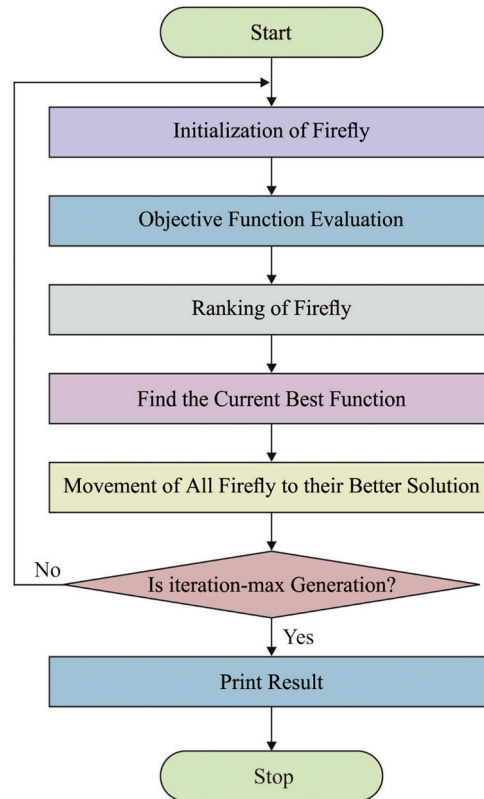 Start
Initialization of Firefly
Objective Function Evaluation
Ranking of Firefly
Find the Current Best Function
Movement of All Firefly to their Better Solution
No
Is iteration-max Generation?
Yes
Print Result
Stop